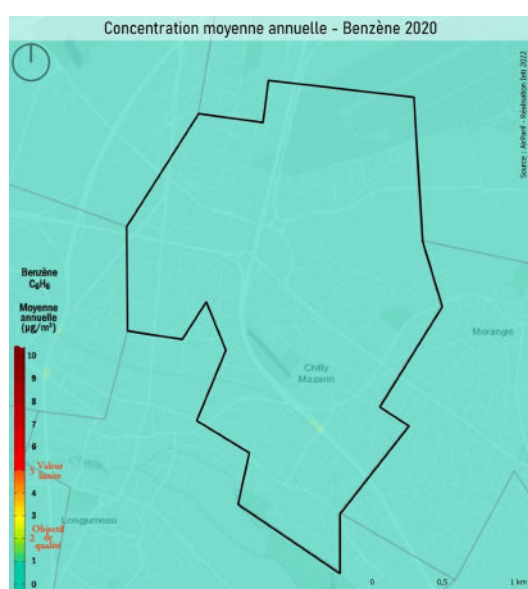 Concentration moyenne annuelle - Benzène 2020
Source : AirParif - Réalisation Ieti 2022
Benzène
C₆H₆
Moyenne
annuelle
(µg/m³)
10
9
8
7
6
5 Valeur
limite
4
3
Objectif
2 de
qualité
1
0
Morangis
Chilly
Mazarin
Longjumeau
0 0,5 1 km